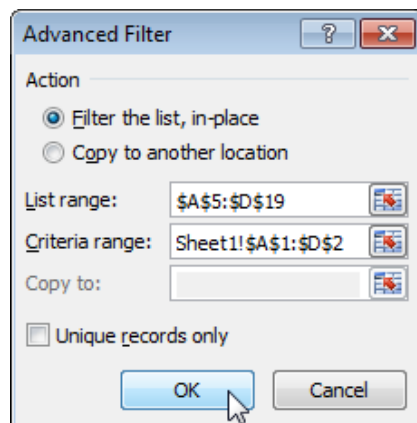 Advanced Filter
Action
Filter the list, in-place
Copy to another location
List range: $A$5:$D$19
Criteria range: Sheet1!$A$1:$D$2
Copy to:
Unique records only
OK Cancel